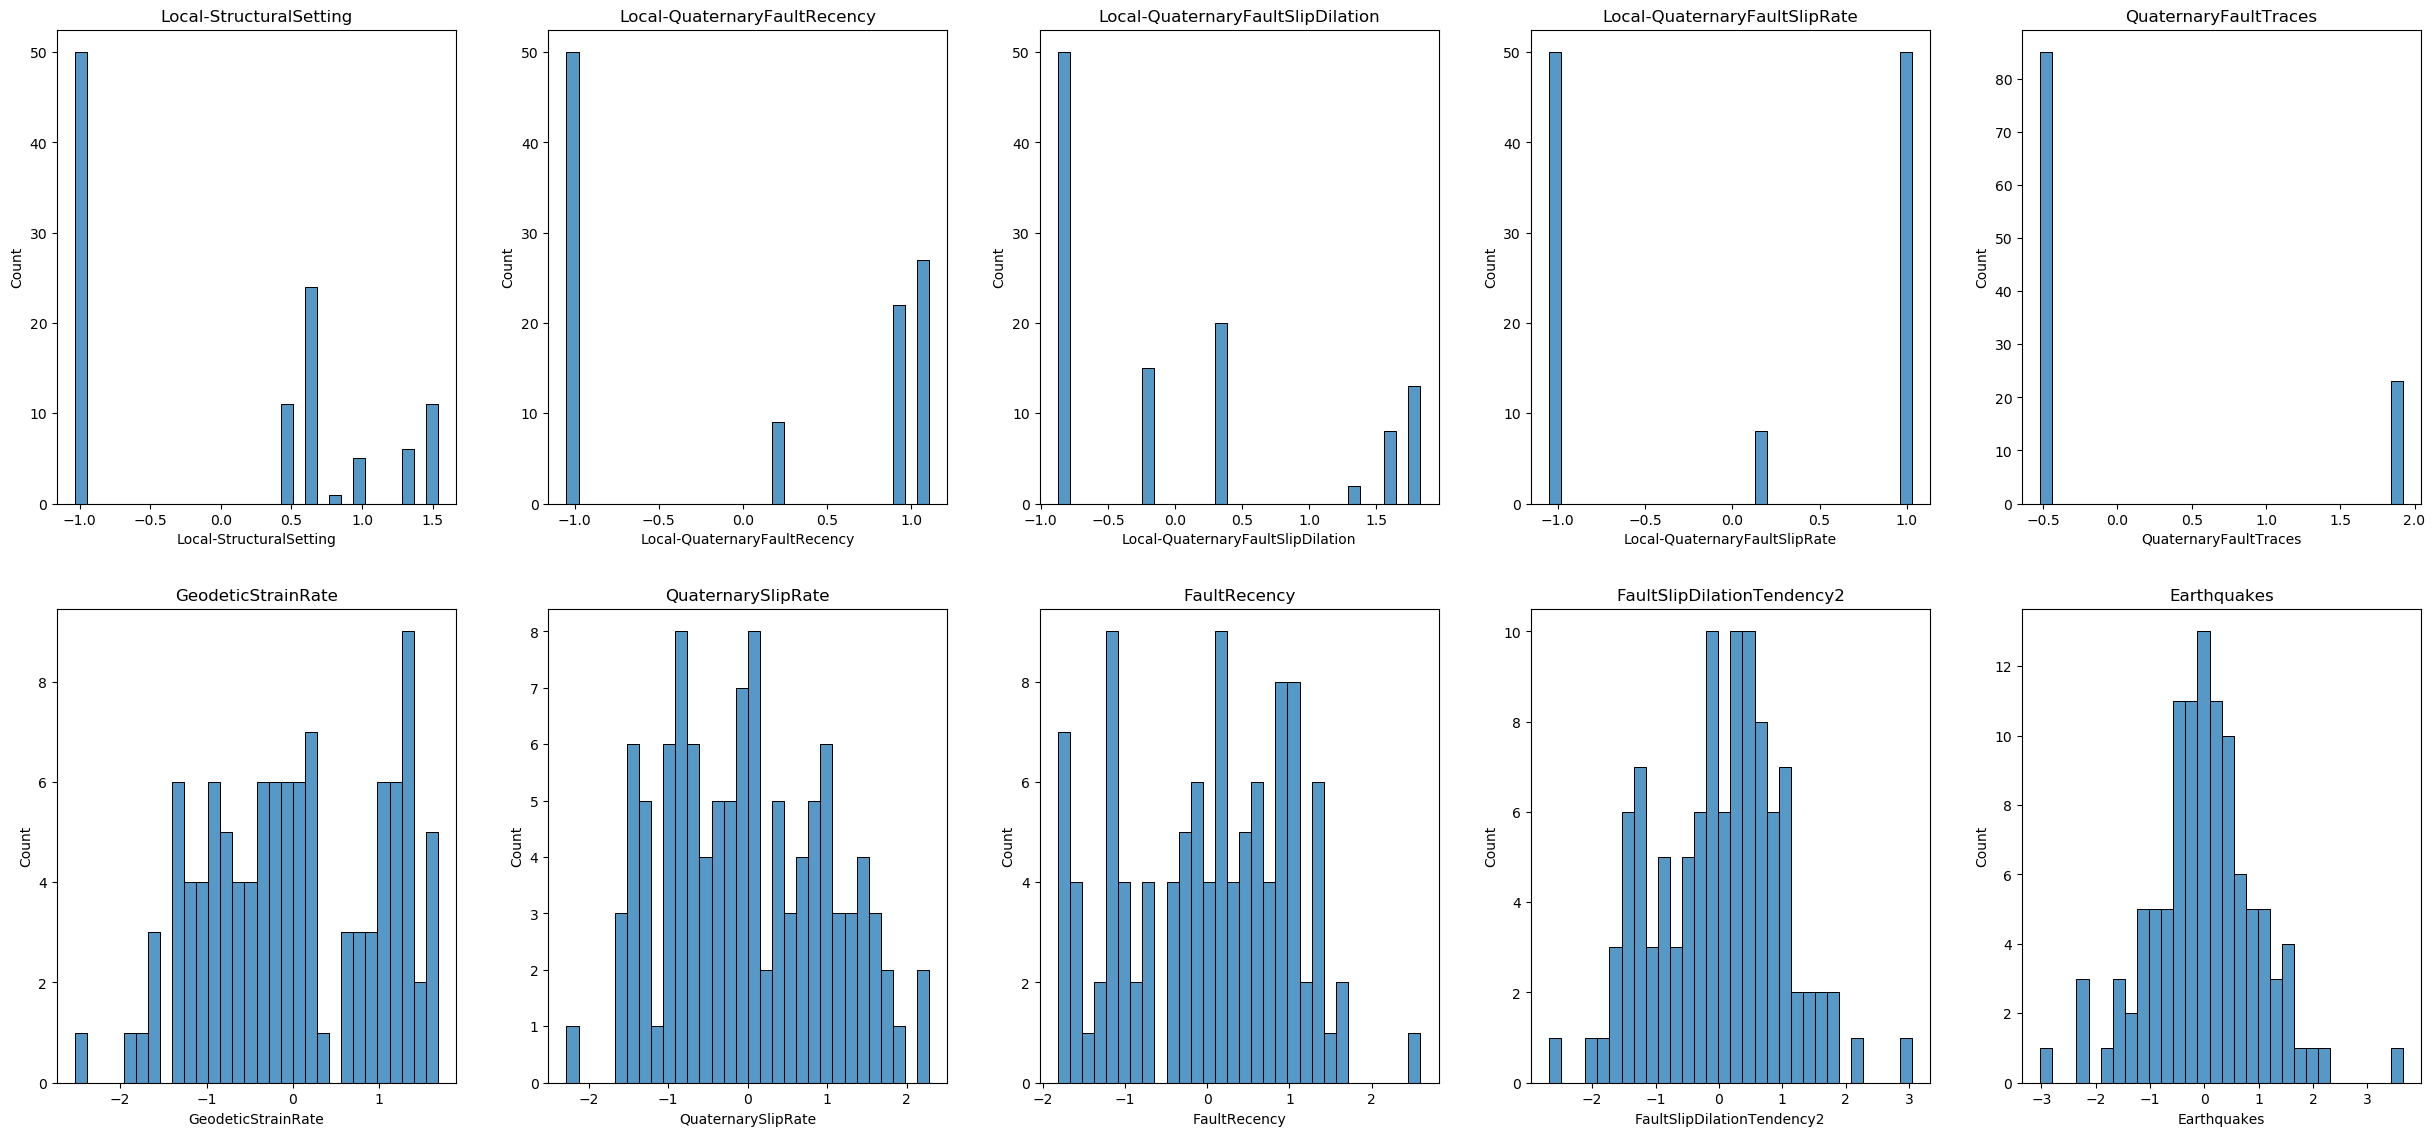 Local-StructuralSetting
50
40
30
20
10
0
Count
−1.0 −0.5 0.0 0.5 1.0 1.5
Local-StructuralSetting
Local-QuaternaryFaultRecency
50
40
30
20
10
0
Count
−1.0 −0.5 0.0 0.5 1.0
Local-QuaternaryFaultRecency
Local-QuaternaryFaultSlipDilation
50
40
30
20
10
0
Count
−1.0 −0.5 0.0 0.5 1.0 1.5
Local-QuaternaryFaultSlipDilation
Local-QuaternaryFaultSlipRate
50
40
30
20
10
0
Count
−1.0 −0.5 0.0 0.5 1.0
Local-QuaternaryFaultSlipRate
QuaternaryFaultTraces
80
70
60
50
40
30
20
10
0
Count
−0.5 0.0 0.5 1.0 1.5 2.0
QuaternaryFaultTraces
GeodeticStrainRate
8
6
4
2
0
Count
−2 −1 0 1
GeodeticStrainRate
QuaternarySlipRate
8
7
6
5
4
3
2
1
0
Count
−2 −1 0 1 2
QuaternarySlipRate
FaultRecency
8
6
4
2
0
Count
−2 −1 0 1 2
FaultRecency
FaultSlipDilationTendency2
10
8
6
4
2
0
Count
−2 −1 0 1 2 3
FaultSlipDilationTendency2
Earthquakes
12
10
8
6
4
2
0
Count
−3 −2 −1 0 1 2 3
Earthquakes